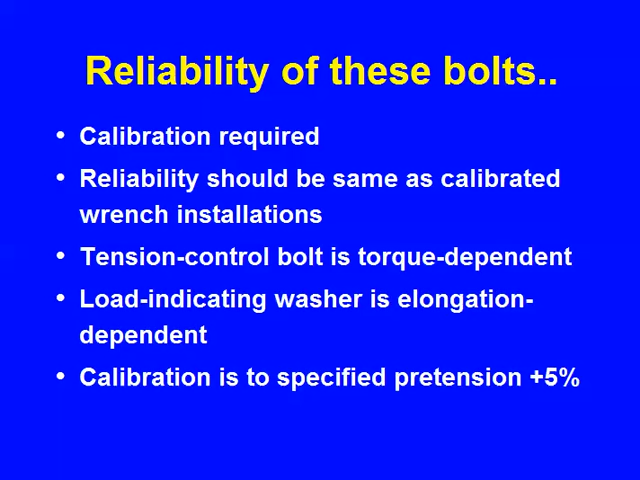 Reliability of these bolts..
• Calibration required
• Reliability should be same as calibrated
wrench installations
• Tension-control bolt is torque-dependent
• Load-indicating washer is elongation-
dependent
• Calibration is to specified pretension +5%